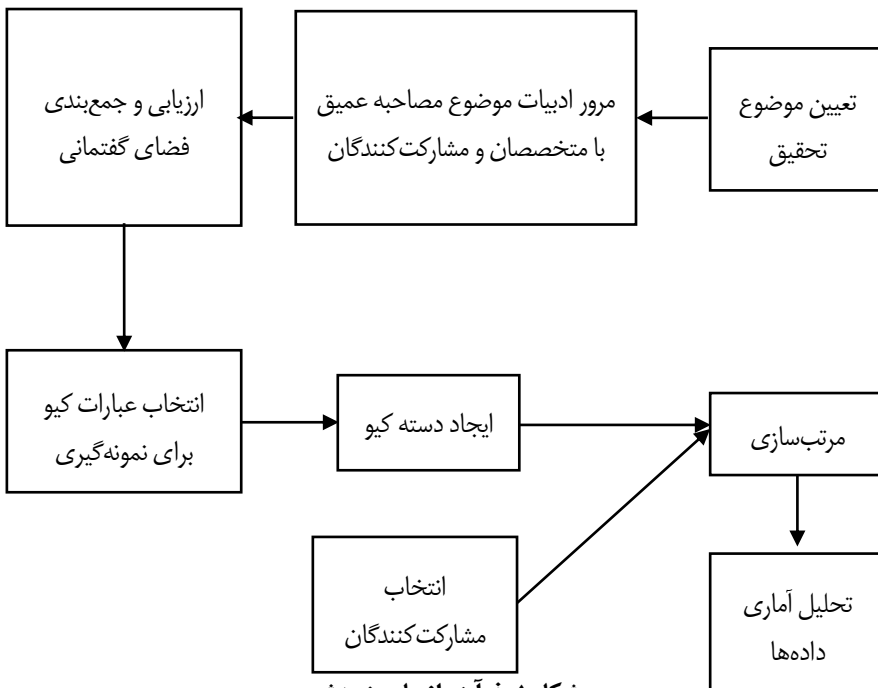 تعیین موضوع
تحقیق
مرور ادبیات موضوع مصاحبه عمیق
با متخصصان و مشارکت‌کنندگان
ارزیابی و جمع‌بندی
فضای گفتمانی
انتخاب عبارات کیو
برای نمونه‌گیری
ایجاد دسته کیو
مرتب‌سازی
انتخاب
مشارکت‌کنندگان
تحلیل آماری
داده‌ها